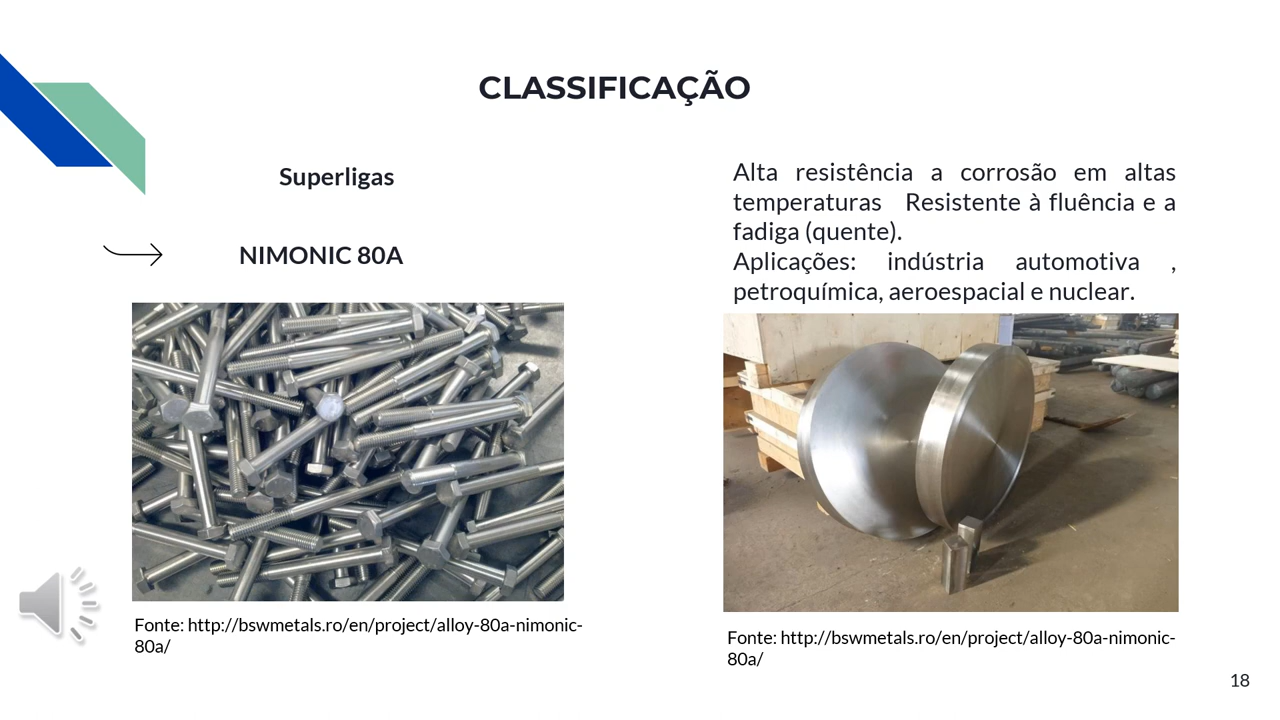 CLASSIFICAÇÃO
Superligas
NIMONIC 80A
Alta resistência a corrosão em altas
temperaturas Resistente à fluência e a
fadiga (quente).
Aplicações: indústria automotiva ,
petroquímica, aeroespacial e nuclear.
Fonte: http://bswmetals.ro/en/project/alloy-80a-nimonic-
80a/
Fonte: http://bswmetals.ro/en/project/alloy-80a-nimonic-
80a/
18